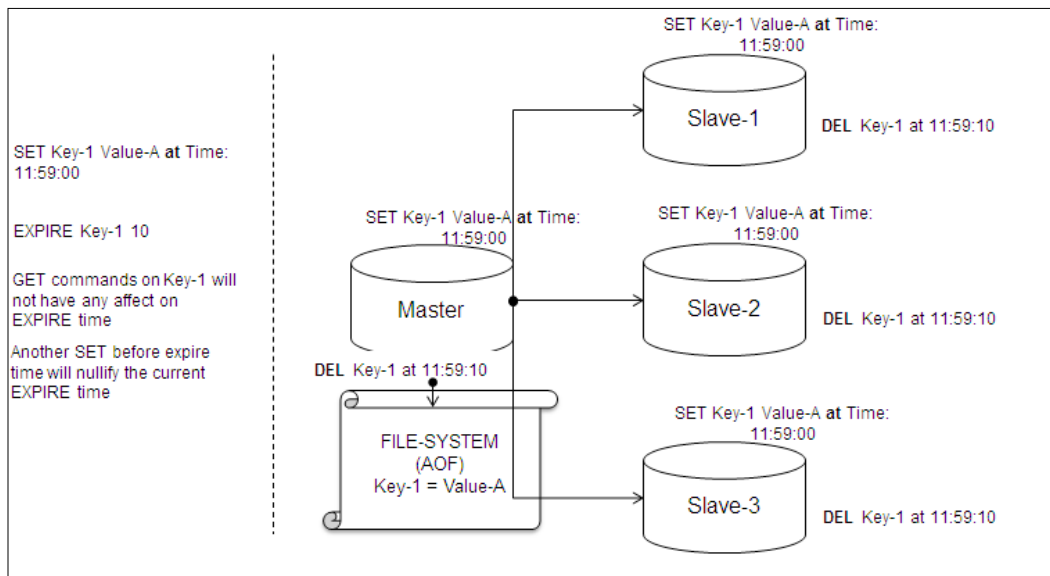 SET Key-1 Value-A at Time:
11:59:00
EXPIRE Key-1 10
GET commands on Key-1 will
not have any affect on
EXPIRE time
Another SET before expire
time will nullify the current
EXPIRE time
SET Key-1 Value-A at Time:
11:59:00
Master
DEL Key-1 at 11:59:10
FILE-SYSTEM
(AOF)
Key-1 = Value-A
SET Key-1 Value-A at Time:
11:59:00
Slave-1
DEL Key-1 at 11:59:10
SET Key-1 Value-A at Time:
11:59:00
Slave-2
DEL Key-1 at 11:59:10
SET Key-1 Value-A at Time:
11:59:00
Slave-3
DEL Key-1 at 11:59:10